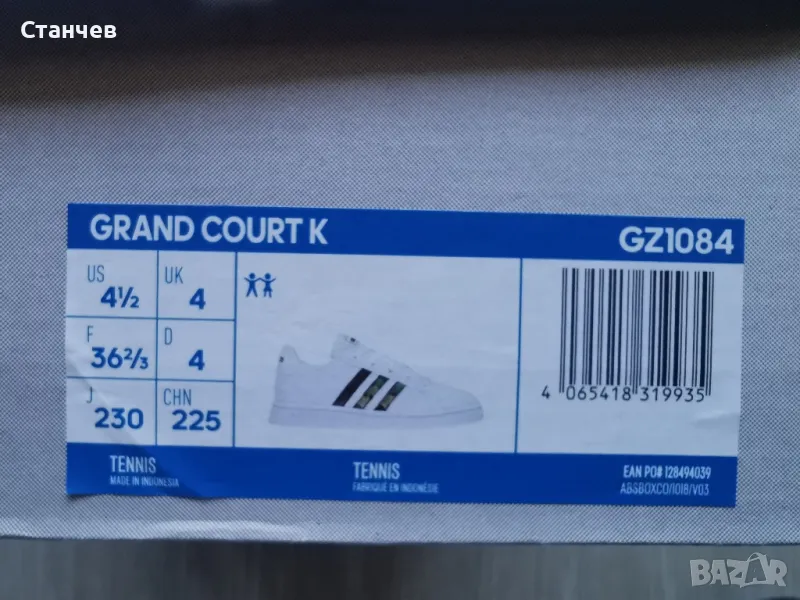 Станчев
GRAND COURT K
GZ1084
US
4½
UK
4
F
36⅔
D
4
J
230
CHN
225
4 065418 319935
TENNIS
MADE IN INDONESIA
TENNIS
FABRIQUÉ EN INDONÉSIE
EAN PO# 128494039
ABSBOXCO/1018/V03
BAZAR